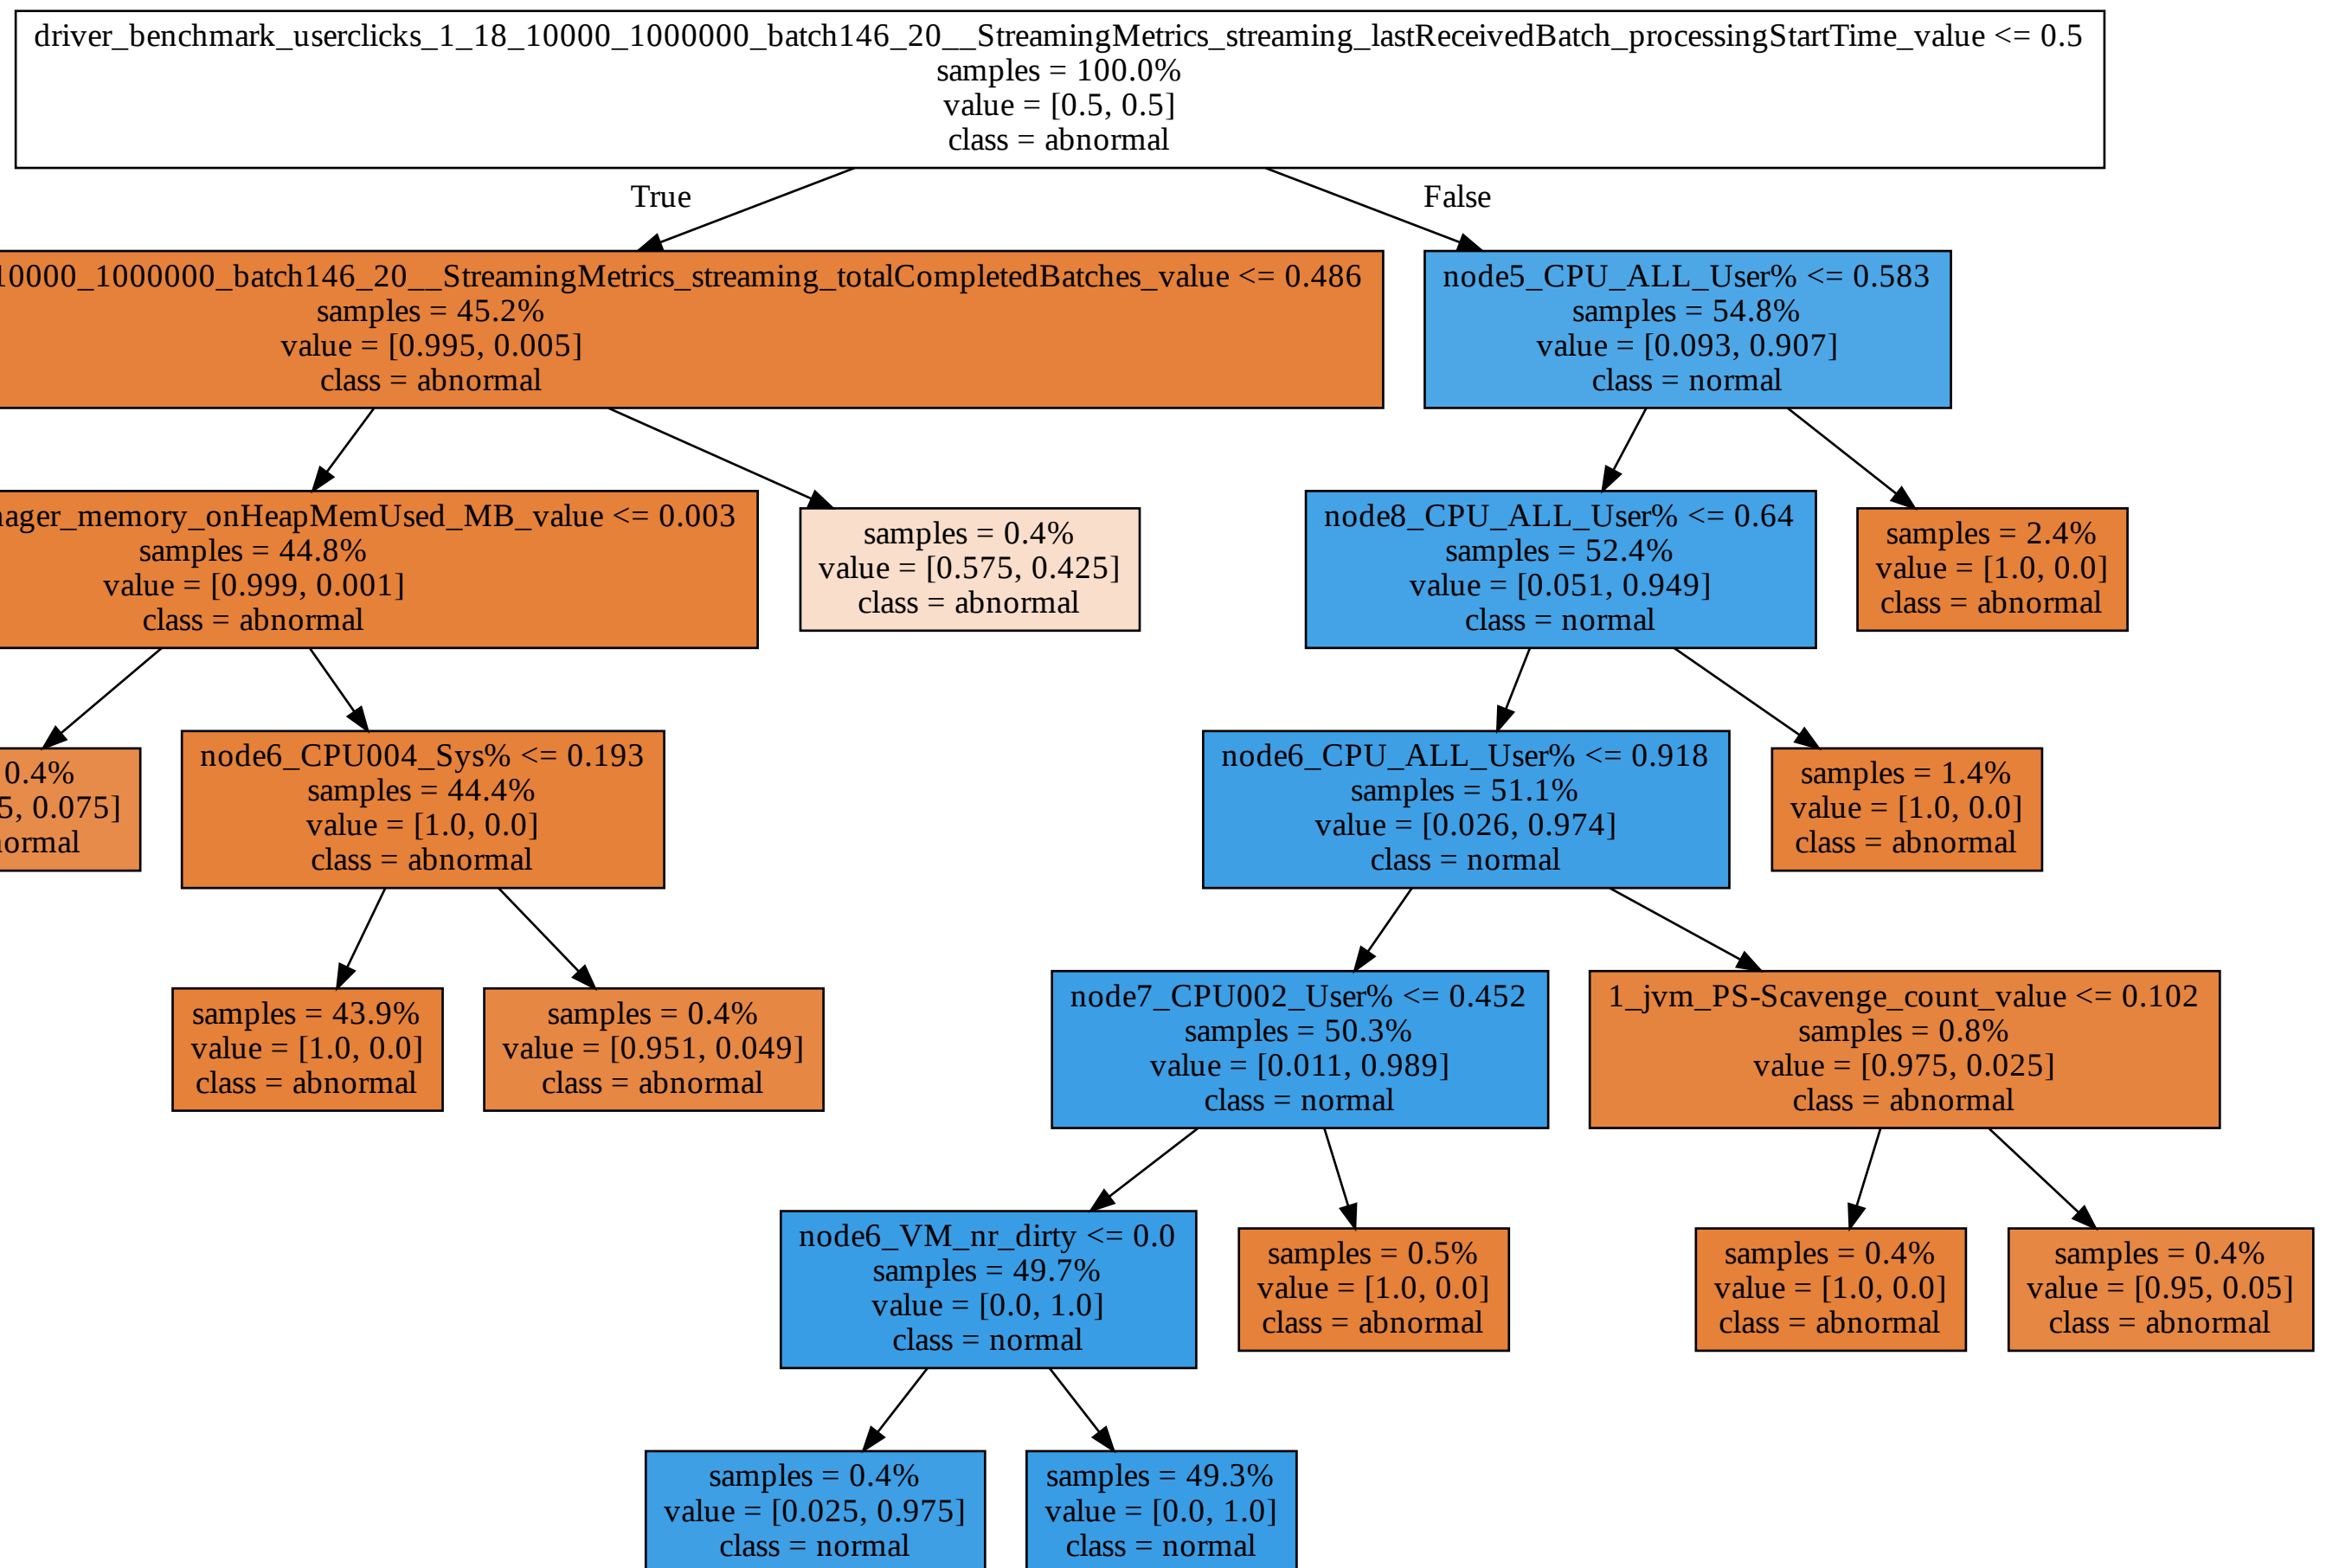 driver_benchmark_userclicks_1_18_10000_1000000_batch146_20__StreamingMetrics_streaming_lastReceivedBatch_processingStartTime_value <= 0.5
samples = 100.0%
value = [0.5, 0.5]
class = abnormal
True
False
10000_1000000_batch146_20__StreamingMetrics_streaming_totalCompletedBatches_value <= 0.486
samples = 45.2%
value = [0.995, 0.005]
class = abnormal
node5_CPU_ALL_User% <= 0.583
samples = 54.8%
value = [0.093, 0.907]
class = normal
nager_memory_onHeapMemUsed_MB_value <= 0.003
samples = 44.8%
value = [0.999, 0.001]
class = abnormal
samples = 0.4%
value = [0.575, 0.425]
class = abnormal
node8_CPU_ALL_User% <= 0.64
samples = 52.4%
value = [0.051, 0.949]
class = normal
samples = 2.4%
value = [1.0, 0.0]
class = abnormal
0.4%
5, 0.075]
ormal
node6_CPU004_Sys% <= 0.193
samples = 44.4%
value = [1.0, 0.0]
class = abnormal
node6_CPU_ALL_User% <= 0.918
samples = 51.1%
value = [0.026, 0.974]
class = normal
samples = 1.4%
value = [1.0, 0.0]
class = abnormal
samples = 43.9%
value = [1.0, 0.0]
class = abnormal
samples = 0.4%
value = [0.951, 0.049]
class = abnormal
node7_CPU002_User% <= 0.452
samples = 50.3%
value = [0.011, 0.989]
class = normal
1_jvm_PS-Scavenge_count_value <= 0.102
samples = 0.8%
value = [0.975, 0.025]
class = abnormal
node6_VM_nr_dirty <= 0.0
samples = 49.7%
value = [0.0, 1.0]
class = normal
samples = 0.5%
value = [1.0, 0.0]
class = abnormal
samples = 0.4%
value = [1.0, 0.0]
class = abnormal
samples = 0.4%
value = [0.95, 0.05]
class = abnormal
samples = 0.4%
value = [0.025, 0.975]
class = normal
samples = 49.3%
value = [0.0, 1.0]
class = normal